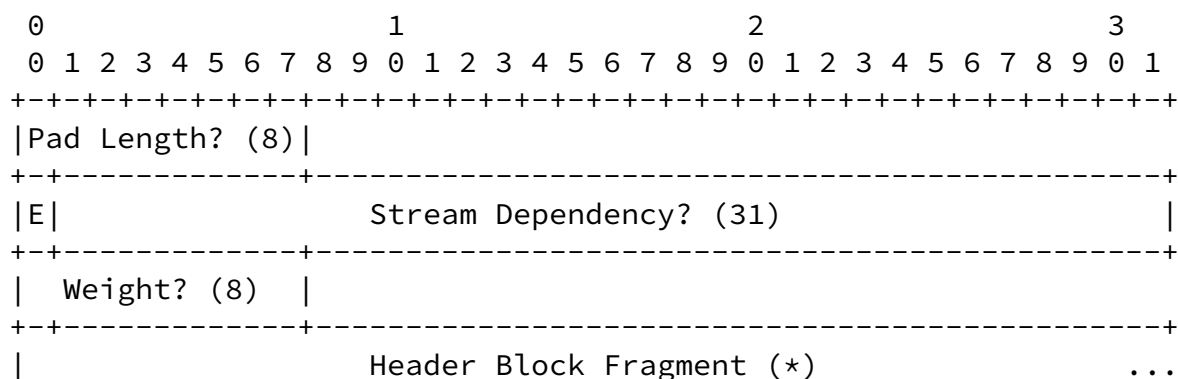 0                   1                   2                   3
 0 1 2 3 4 5 6 7 8 9 0 1 2 3 4 5 6 7 8 9 0 1 2 3 4 5 6 7 8 9 0 1
+-+-+-+-+-+-+-+-+-+-+-+-+-+-+-+-+-+-+-+-+-+-+-+-+-+-+-+-+-+-+-+-+
|Pad Length? (8)|
+-+-------------+-----------------------------------------------+
|E|                 Stream Dependency? (31)                     |
+-+-------------+-----------------------------------------------+
|  Weight? (8)  |
+-+-------------+-----------------------------------------------+
|                   Header Block Fragment (*)                 ...